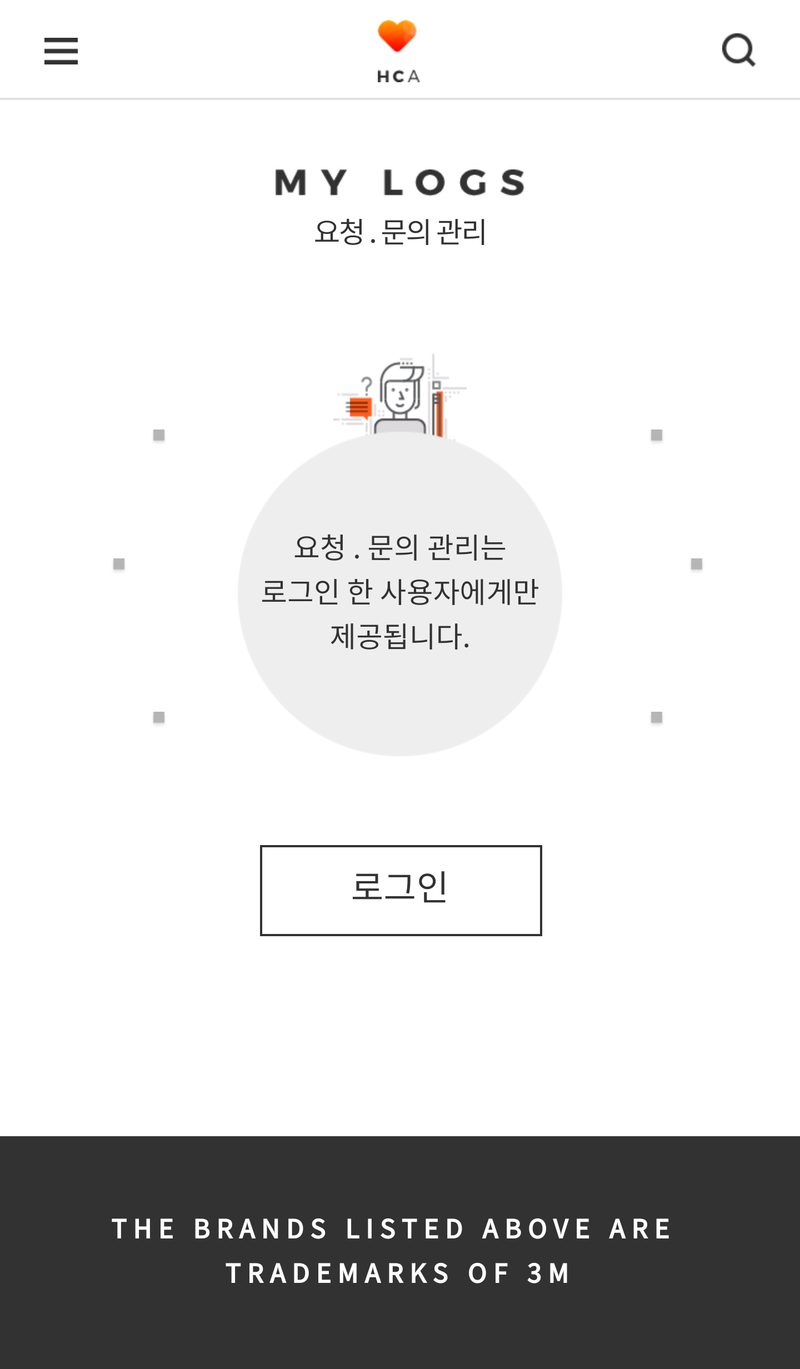 HCA
MY LOGS
요청 . 문의 관리
?
요청 . 문의 관리는
로그인 한 사용자에게만
제공됩니다.
로그인
THE BRANDS LISTED ABOVE ARE
TRADEMARKS OF 3M